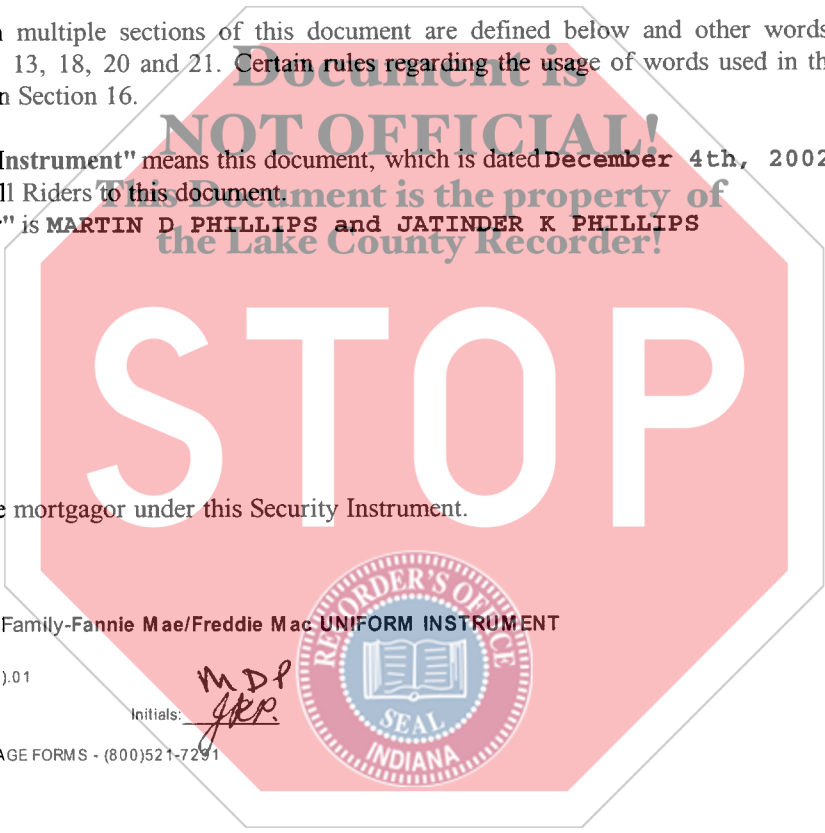 multiple sections of this document are defined below and other words
13, 18, 20 and 21. Certain rules regarding the usage of words used in
Section 16.
Document is
NOT OFFICIAL!
Instrument" means this document, which is dated December 4th, 2002
This Document is the property of
ll Riders to this document.
" is MARTIN D PHILLIPS and JATINDER K PHILLIPS
the Lake County Recorder!
STOP
mortgagor under this Security Instrument.
Family-Fannie Mae/Freddie Mac UNIFORM INSTRUMENT
).01
MDP
Initials: JKP.
AGE FORMS - (800)521-7291
RECORDER'S OFFICE
SEAL
INDIANA